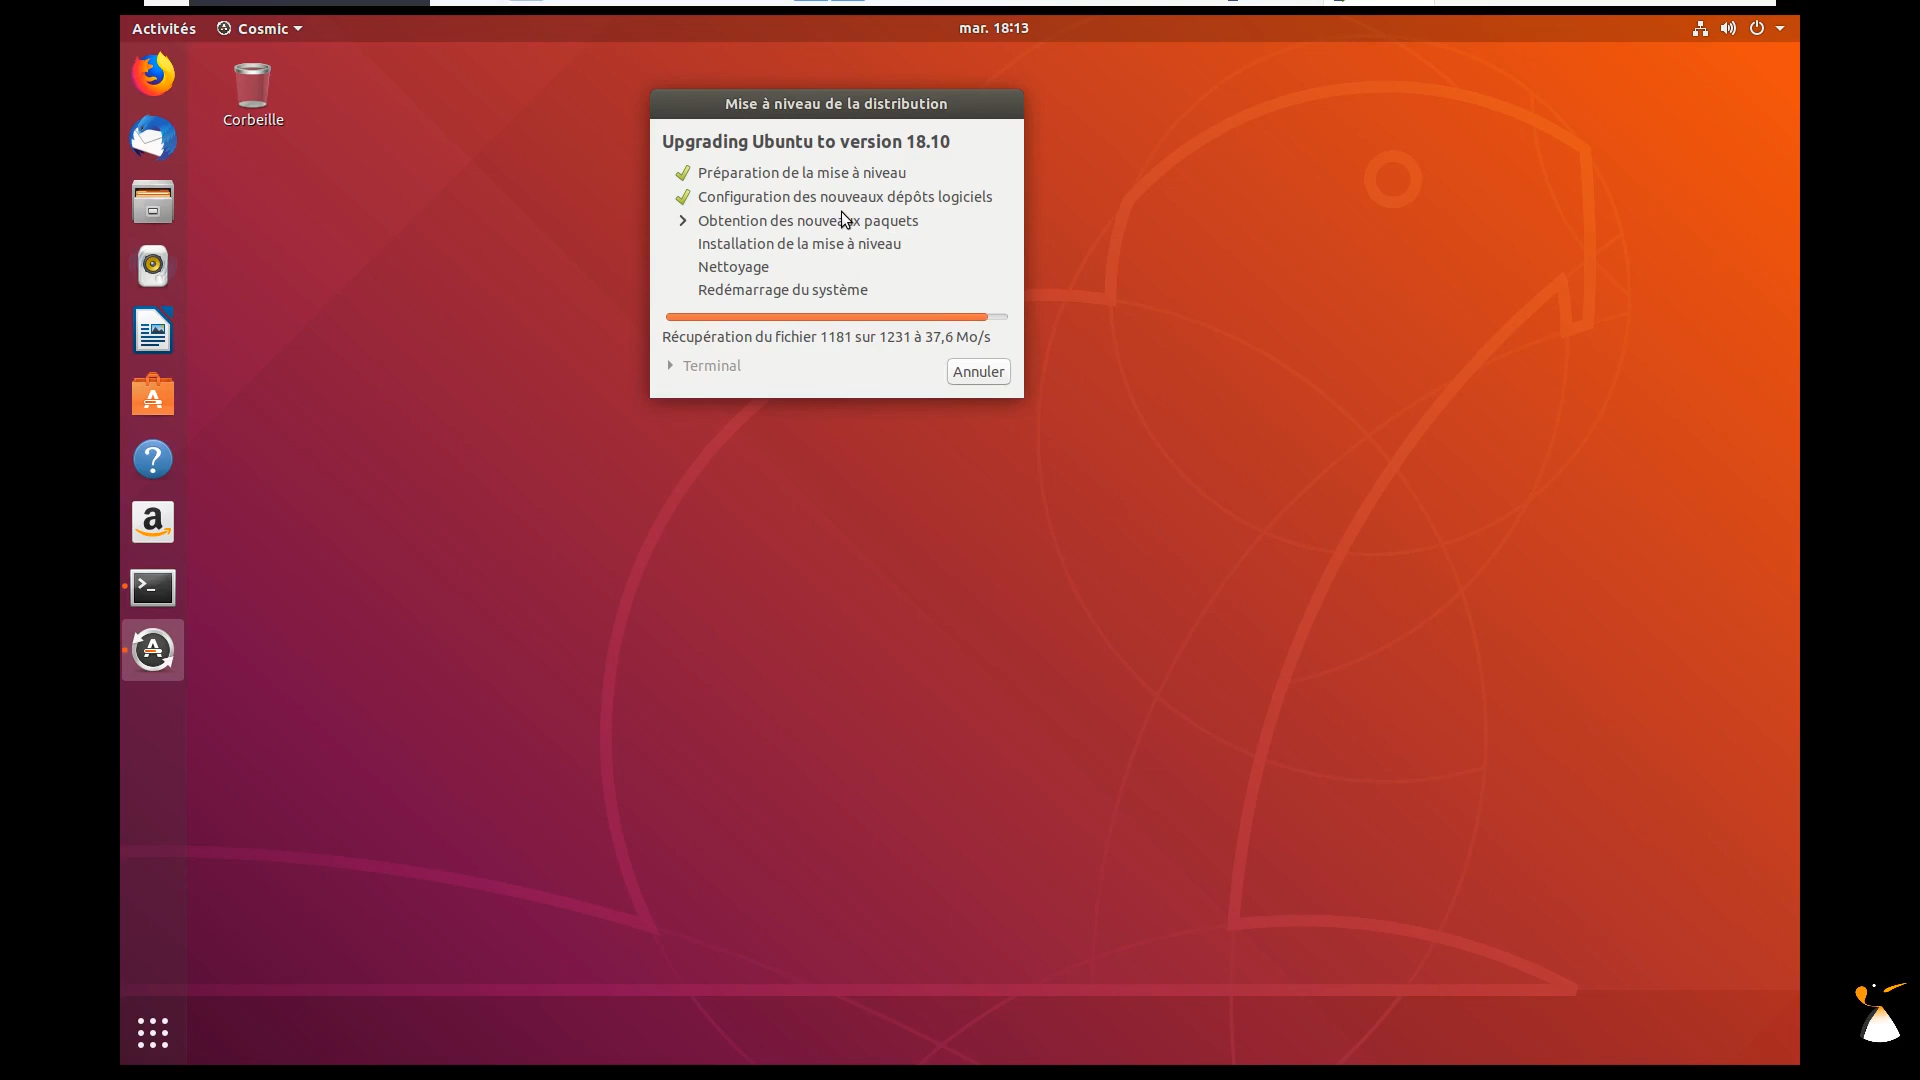 Activités
Cosmic
mar. 18:13
Corbeille
Mise à niveau de la distribution
Upgrading Ubuntu to version 18.10
Préparation de la mise à niveau
Configuration des nouveaux dépôts logiciels
Obtention des nouveaux paquets
Installation de la mise à niveau
Nettoyage
Redémarrage du système
Récupération du fichier 1181 sur 1231 à 37,6 Mo/s
Terminal
Annuler